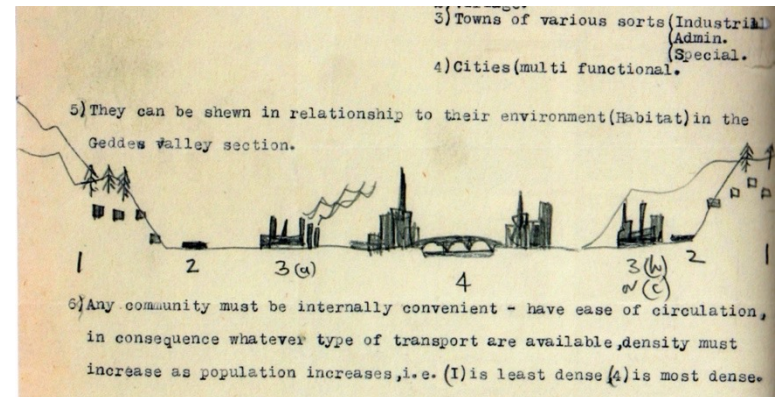 3)Towns of various sorts(Industrial
(Admin.
(Special.
4)Cities(multi functional.
5)They can be shewn in relationship to their environment(Habitat)in the
Geddes Valley section.
1 2 3(a) 4 3(b) 2 1
or (c)
6)Any community must be internally convenient - have ease of circulation,
in consequence whatever type of transport are available,density must
increase as population increases,i.e.(I)is least dense(4)is most dense.